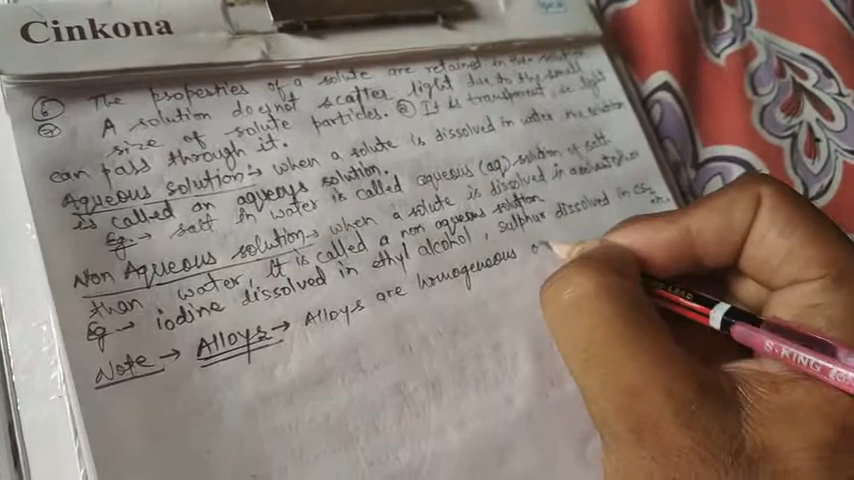 Cinkona
⑥ The properties of a solute are retained in the solution
⑦ A solution doesnot scatter light due to the small
size of solute particles. ⑧ It is transparent, i.e light
can pass through it.
Aqueous solution:→ when a solute is dissolved in water the solution
is called an aqueous solution.
Eg:→ salt in water is called aqueous (aq) solution of salt.
Non Aqueous solution:→ when a solute is dissolved in a solvent other
than water, it is called a non aqueous solution.
Eg → iodine dissolved in ethyl alcohol, sulphur dissolved in CS2 etc.
Note → Alloys → Alloys are homogeneous
S-KING